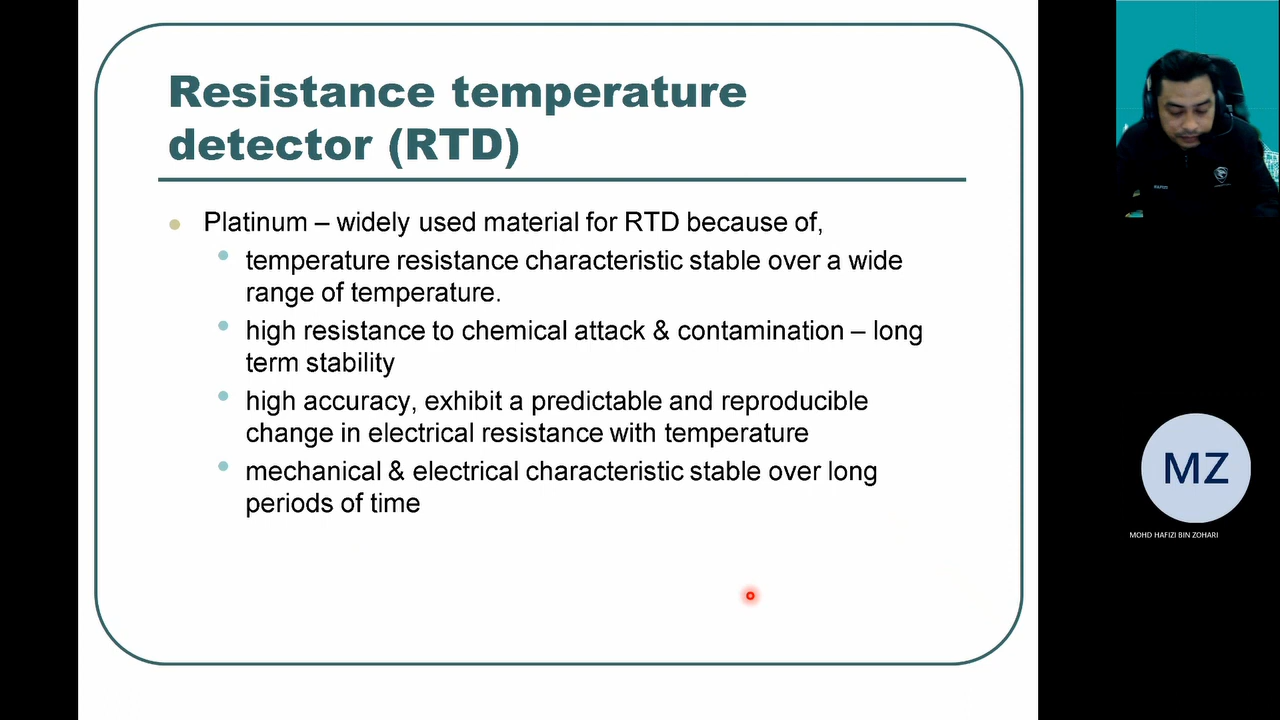 Resistance temperature
detector (RTD)
Platinum – widely used material for RTD because of,
temperature resistance characteristic stable over a wide
range of temperature.
high resistance to chemical attack & contamination – long
term stability
high accuracy, exhibit a predictable and reproducible
change in electrical resistance with temperature
mechanical & electrical characteristic stable over long
periods of time
MZ
MOHD HAFIZI BIN ZOHARI